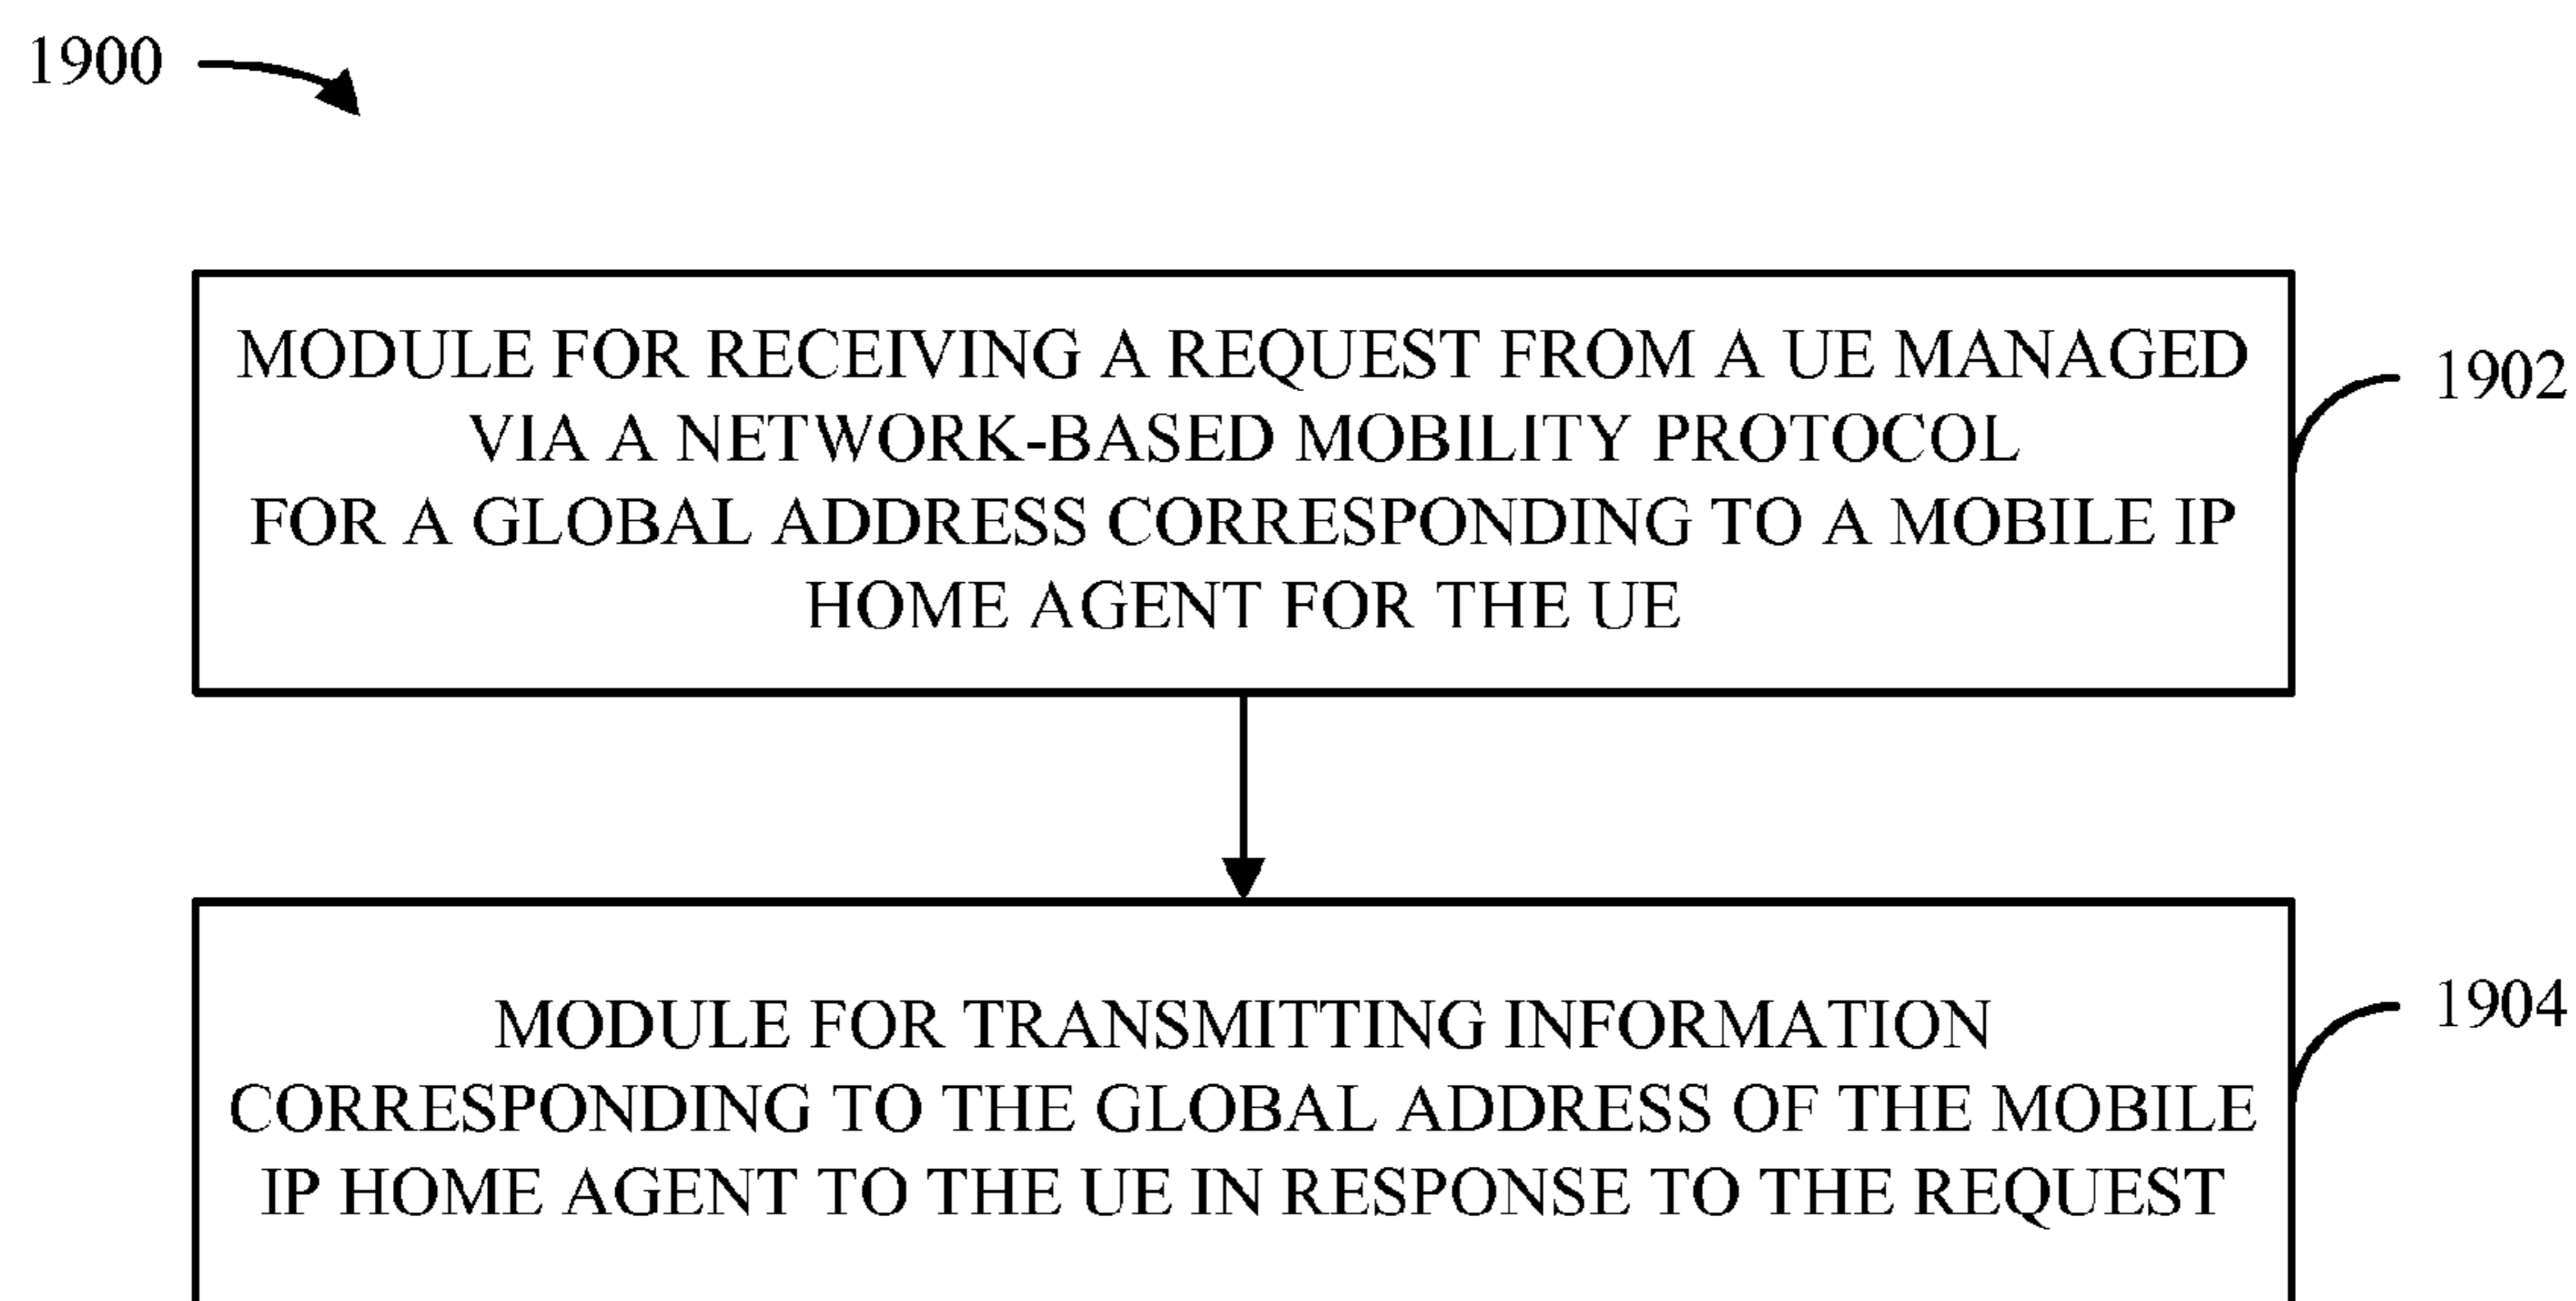 1900
MODULE FOR RECEIVING A REQUEST FROM A UE MANAGED
VIA A NETWORK-BASED MOBILITY PROTOCOL
FOR A GLOBAL ADDRESS CORRESPONDING TO A MOBILE IP
HOME AGENT FOR THE UE
1902
MODULE FOR TRANSMITTING INFORMATION
CORRESPONDING TO THE GLOBAL ADDRESS OF THE MOBILE
IP HOME AGENT TO THE UE IN RESPONSE TO THE REQUEST
1904